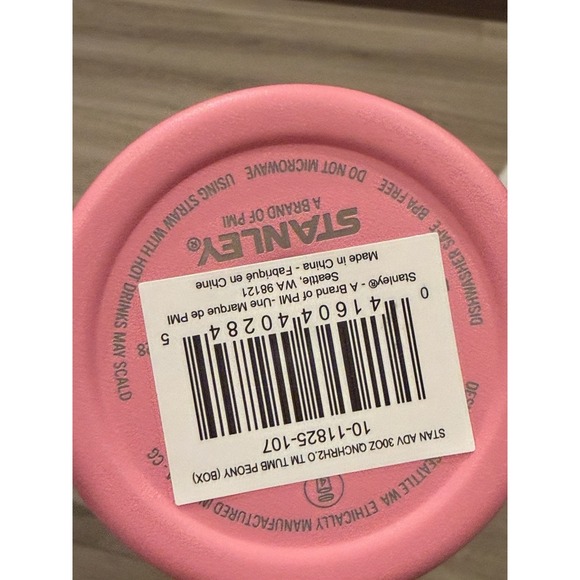 STAN ADV 30OZ QNCHRH2.O TM TUMB PEONY (BOX)
10-11825-107
0 41604 40284 5
Stanley® - A Brand of PMI -Une Marque de PMI
Seattle, WA 98121
Made in China - Fabriqué en Chine
STANLEY®
A BRAND OF PMI
USING STRAW WITH HOT DRINKS MAY SCALD
DO NOT MICROWAVE
BPA FREE
DISHWASHER SAFE
SEATTLE WA ETHICALLY MANUFACTURED IN